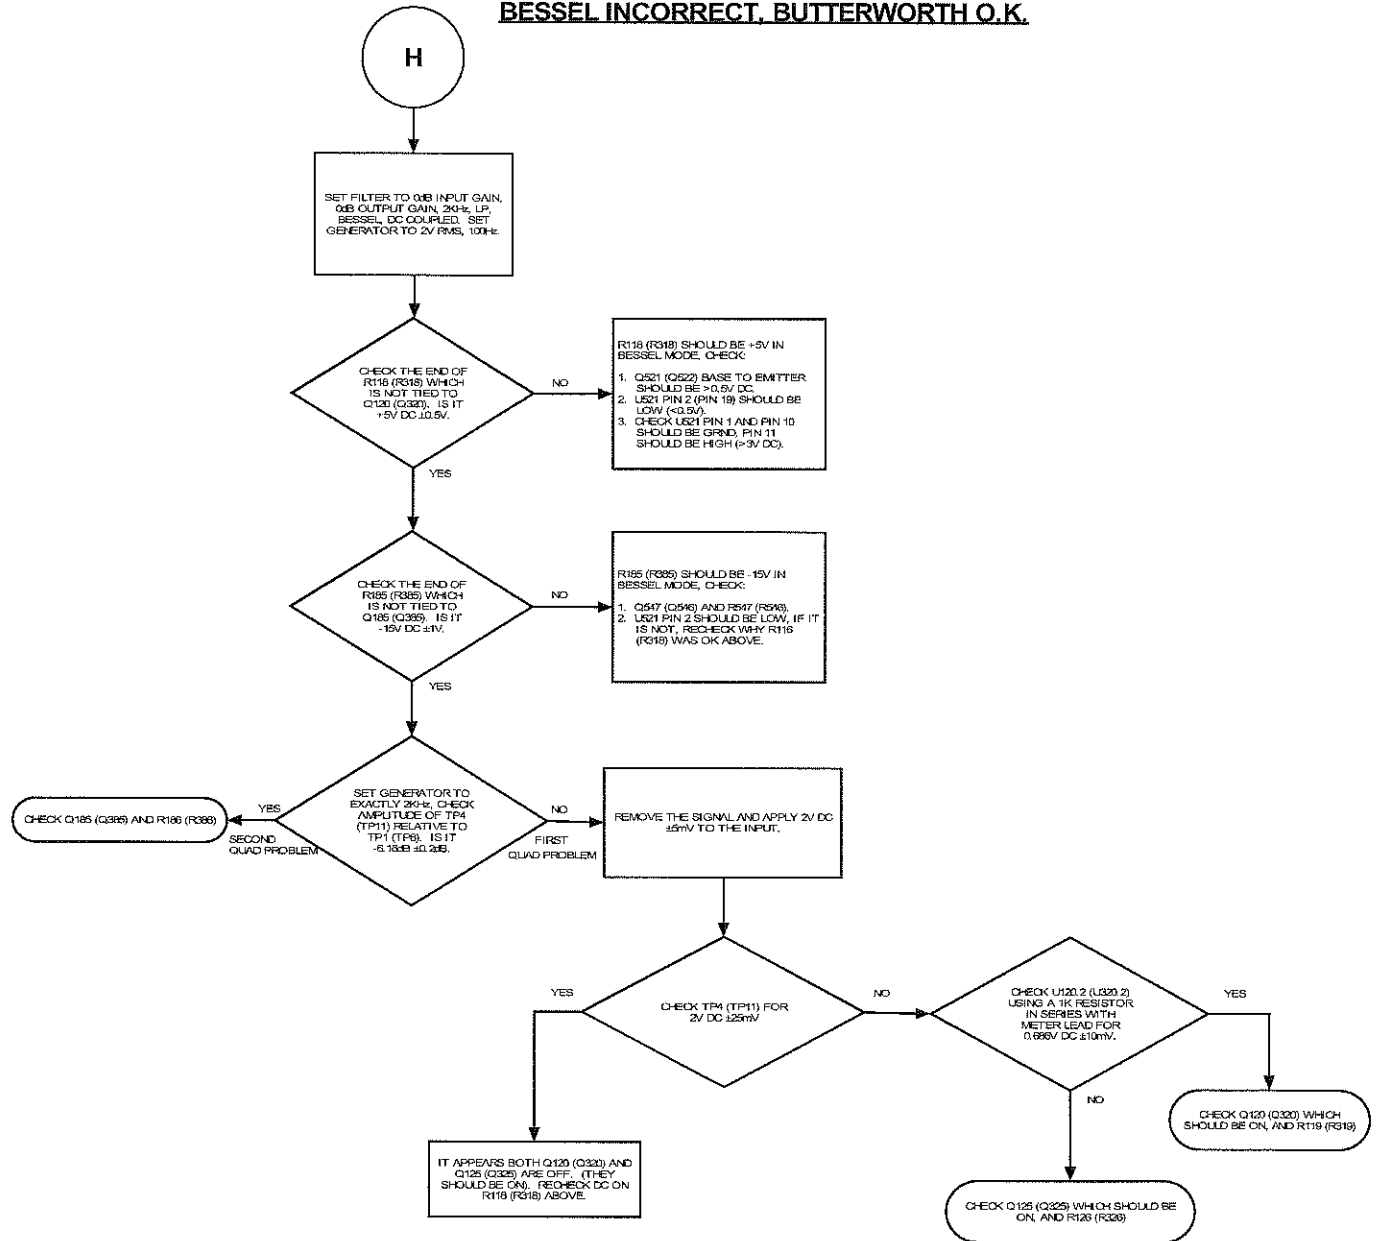 BESSEL INCORRECT, BUTTERWORTH O.K.
H
SET FILTER TO 0dB INPUT GAIN,
0dB OUTPUT GAIN, 2KHz, LP,
BESSEL, DC COUPLED. SET
GENERATOR TO 2V RMS, 100Hz.
CHECK THE END OF
R118 (R318) WHICH
IS NOT TIED TO
Q120 (Q320). IS IT
+5V DC ±0.5V.
NO
R118 (R318) SHOULD BE +5V IN
BESSEL MODE, CHECK:
1. Q521 (Q522) BASE TO EMITTER
SHOULD BE >0.5V DC.
2. U521 PIN 2 (PIN 19) SHOULD BE
LOW (<0.5V).
3. CHECK U521 PIN 1 AND PIN 10
SHOULD BE GRND, PIN 11
SHOULD BE HIGH (>3V DC).
YES
CHECK THE END OF
R185 (R385) WHICH
IS NOT TIED TO
Q185 (Q385). IS IT
-15V DC ±1V.
NO
R185 (R385) SHOULD BE -15V IN
BESSEL MODE, CHECK:
1. Q547 (Q546) AND R547 (R546).
2. U521 PIN 2 SHOULD BE LOW, IF IT
IS NOT, RECHECK WHY R116
(R318) WAS OK ABOVE.
YES
SET GENERATOR TO
EXACTLY 2KHz, CHECK
AMPLITUDE OF TP4
(TP11) RELATIVE TO
TP1 (TP8). IS IT
-6.18dB ±0.2dB.
YES
SECOND
QUAD PROBLEM
CHECK Q185 (Q385) AND R186 (R386)
NO
FIRST
QUAD PROBLEM
REMOVE THE SIGNAL AND APPLY 2V DC
±5mV TO THE INPUT.
CHECK TP4 (TP11) FOR
2V DC ±25mV
YES
NO
CHECK U120.2 (U320.2)
USING A 1K RESISTOR
IN SERIES WITH
METER LEAD FOR
0.686V DC ±10mV.
YES
NO
CHECK Q120 (Q320) WHICH
SHOULD BE ON, AND R119 (R319)
IT APPEARS BOTH Q120 (Q320) AND
Q125 (Q325) ARE OFF. (THEY
SHOULD BE ON). RECHECK DC ON
R118 (R318) ABOVE.
CHECK Q125 (Q325) WHICH SHOULD BE
ON, AND R126 (R326)